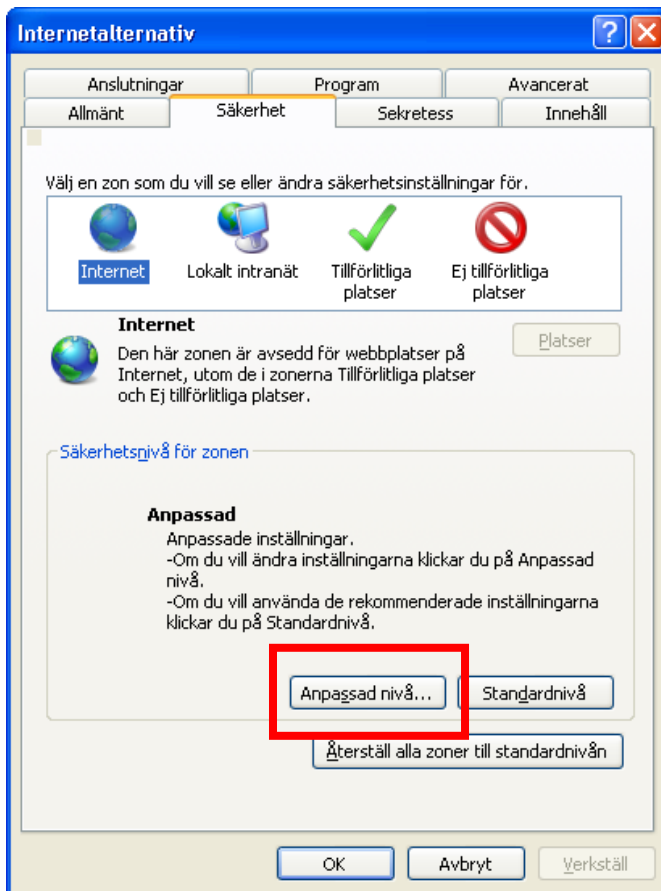 Internetalternativ
Anslutningar Program Avancerat
Allmänt Säkerhet Sekretess Innehåll
Välj en zon som du vill se eller ändra säkerhetsinställningar för.
Internet Lokalt intranät Tillförlitliga platser Ej tillförlitliga platser
Internet
Den här zonen är avsedd för webbplatser på
Internet, utom de i zonerna Tillförlitliga platser
och Ej tillförlitliga platser.
Platser
Säkerhetsnivå för zonen
Anpassad
Anpassade inställningar.
-Om du vill ändra inställningarna klickar du på Anpassad
nivå.
-Om du vill använda de rekommenderade inställningarna
klickar du på Standardnivå.
Anpassad nivå... Standardnivå
Återställ alla zoner till standardnivån
OK Avbryt Verkställ